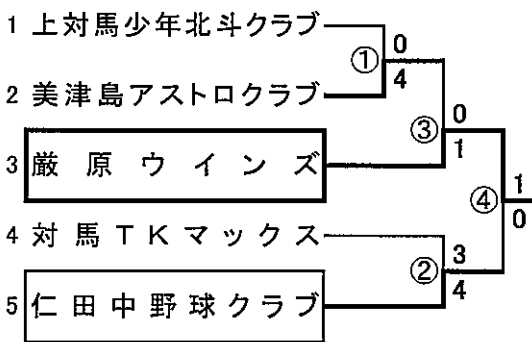 1 上対馬少年北斗クラブ
① 0
4
2 美津島アストロクラブ
③ 0
1
3 厳原ウインズ
④ 1
0
4 対馬TKマックス
② 3
4
5 仁田中野球クラブ